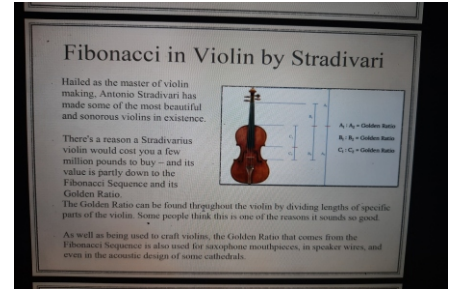 Fibonacci in Violin by Stradivari
Hailed as the master of violin
making, Antonio Stradivari has
made some of the most beautiful
and sonorous violins in existence.
There's a reason a Stradivarius
violin would cost you a few
million pounds to buy – and its
value is partly down to the
Fibonacci Sequence and its
Golden Ratio.
A₁ : A₂ = Golden Ratio
B₁ : B₂ = Golden Ratio
C₁ : C₂ = Golden Ratio
The Golden Ratio can be found throughout the violin by dividing lengths of specific
parts of the violin. Some people think this is one of the reasons it sounds so good.
As well as being used to craft violins, the Golden Ratio that comes from the
Fibonacci Sequence is also used for saxophone mouthpieces, in speaker wires, and
even in the acoustic design of some cathedrals.